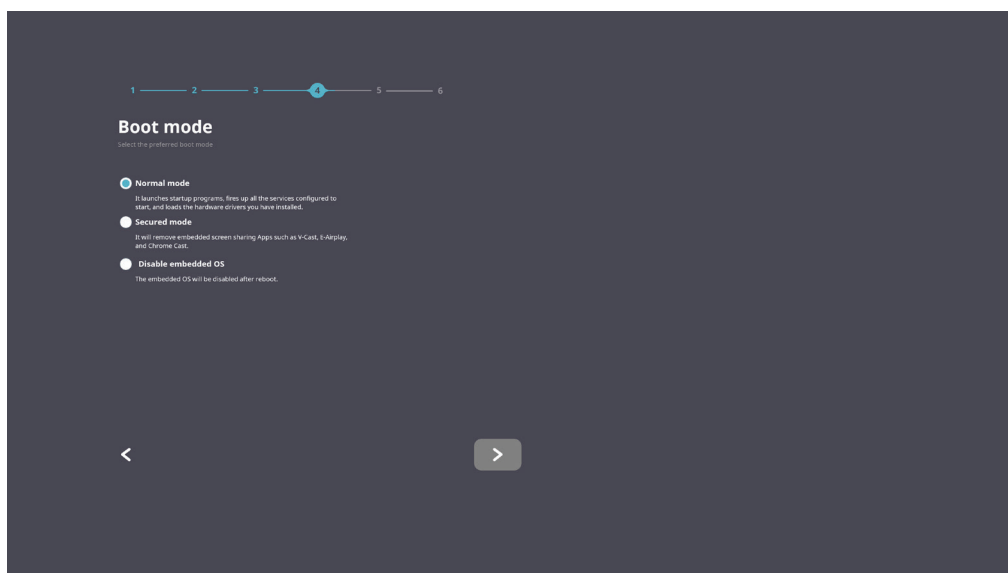 1 2 3 4 5 6
Boot mode
Select the preferred boot mode
Normal mode
It launches startup programs, fires up all the services configured to
start, and loads the hardware drivers you have installed.
Secured mode
It will remove embedded screen sharing Apps such as V-Cast, E-Airplay,
and Chrome Cast.
Disable embedded OS
The embedded OS will be disabled after reboot.